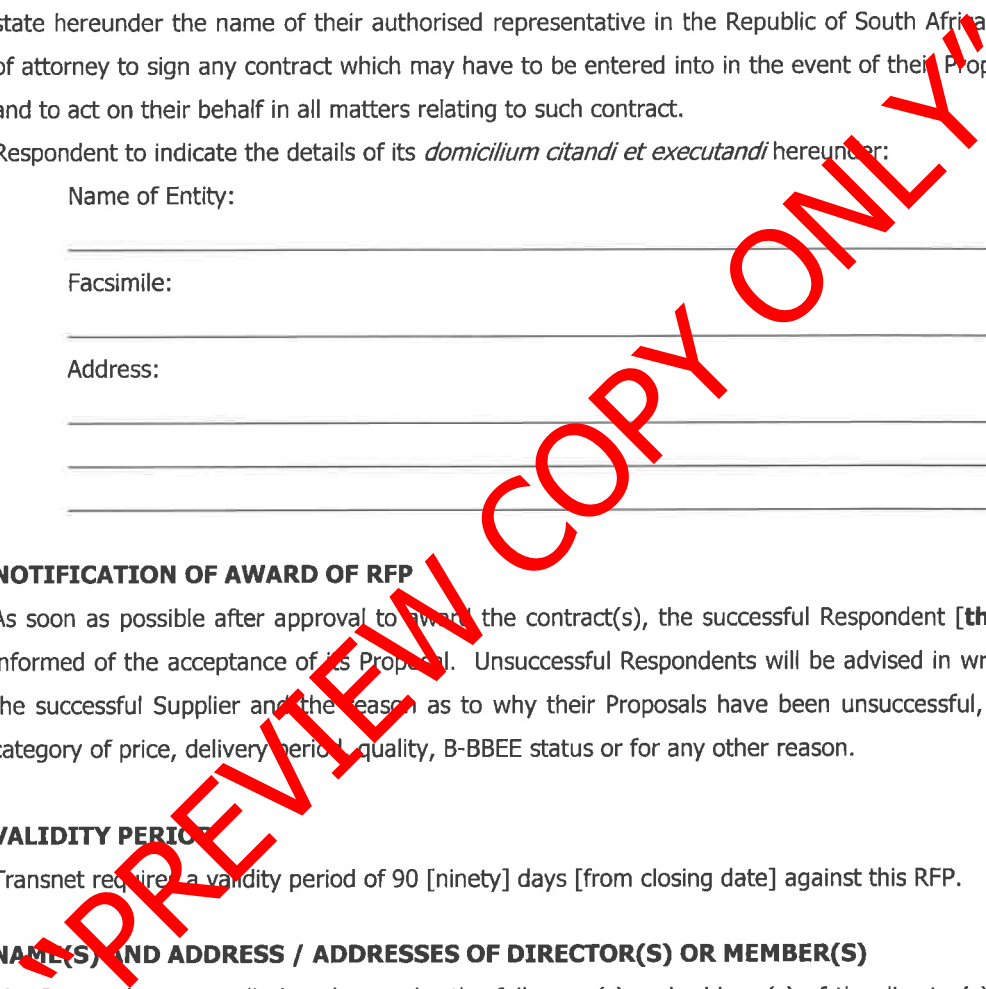 state hereunder the name of their authorised representative in the Republic of South Africa
of attorney to sign any contract which may have to be entered into in the event of their
and to act on their behalf in all matters relating to such contract.
Respondent to indicate the details of its domicilium citandi et executandi hereunder:
Name of Entity:
Facsimile:
Address:
NOTIFICATION OF AWARD OF RFP
As soon as possible after approval to award the contract(s), the successful Respondent [th
informed of the acceptance of its Proposal. Unsuccessful Respondents will be advised in wr
the successful Supplier and the reason as to why their Proposals have been unsuccessful,
category of price, delivery period, quality, B-BBEE status or for any other reason.
VALIDITY PERIOD
Transnet requires a validity period of 90 [ninety] days [from closing date] against this RFP.
NAME(S) AND ADDRESS / ADDRESSES OF DIRECTOR(S) OR MEMBER(S)
"PREVIEW COPY ONLY"